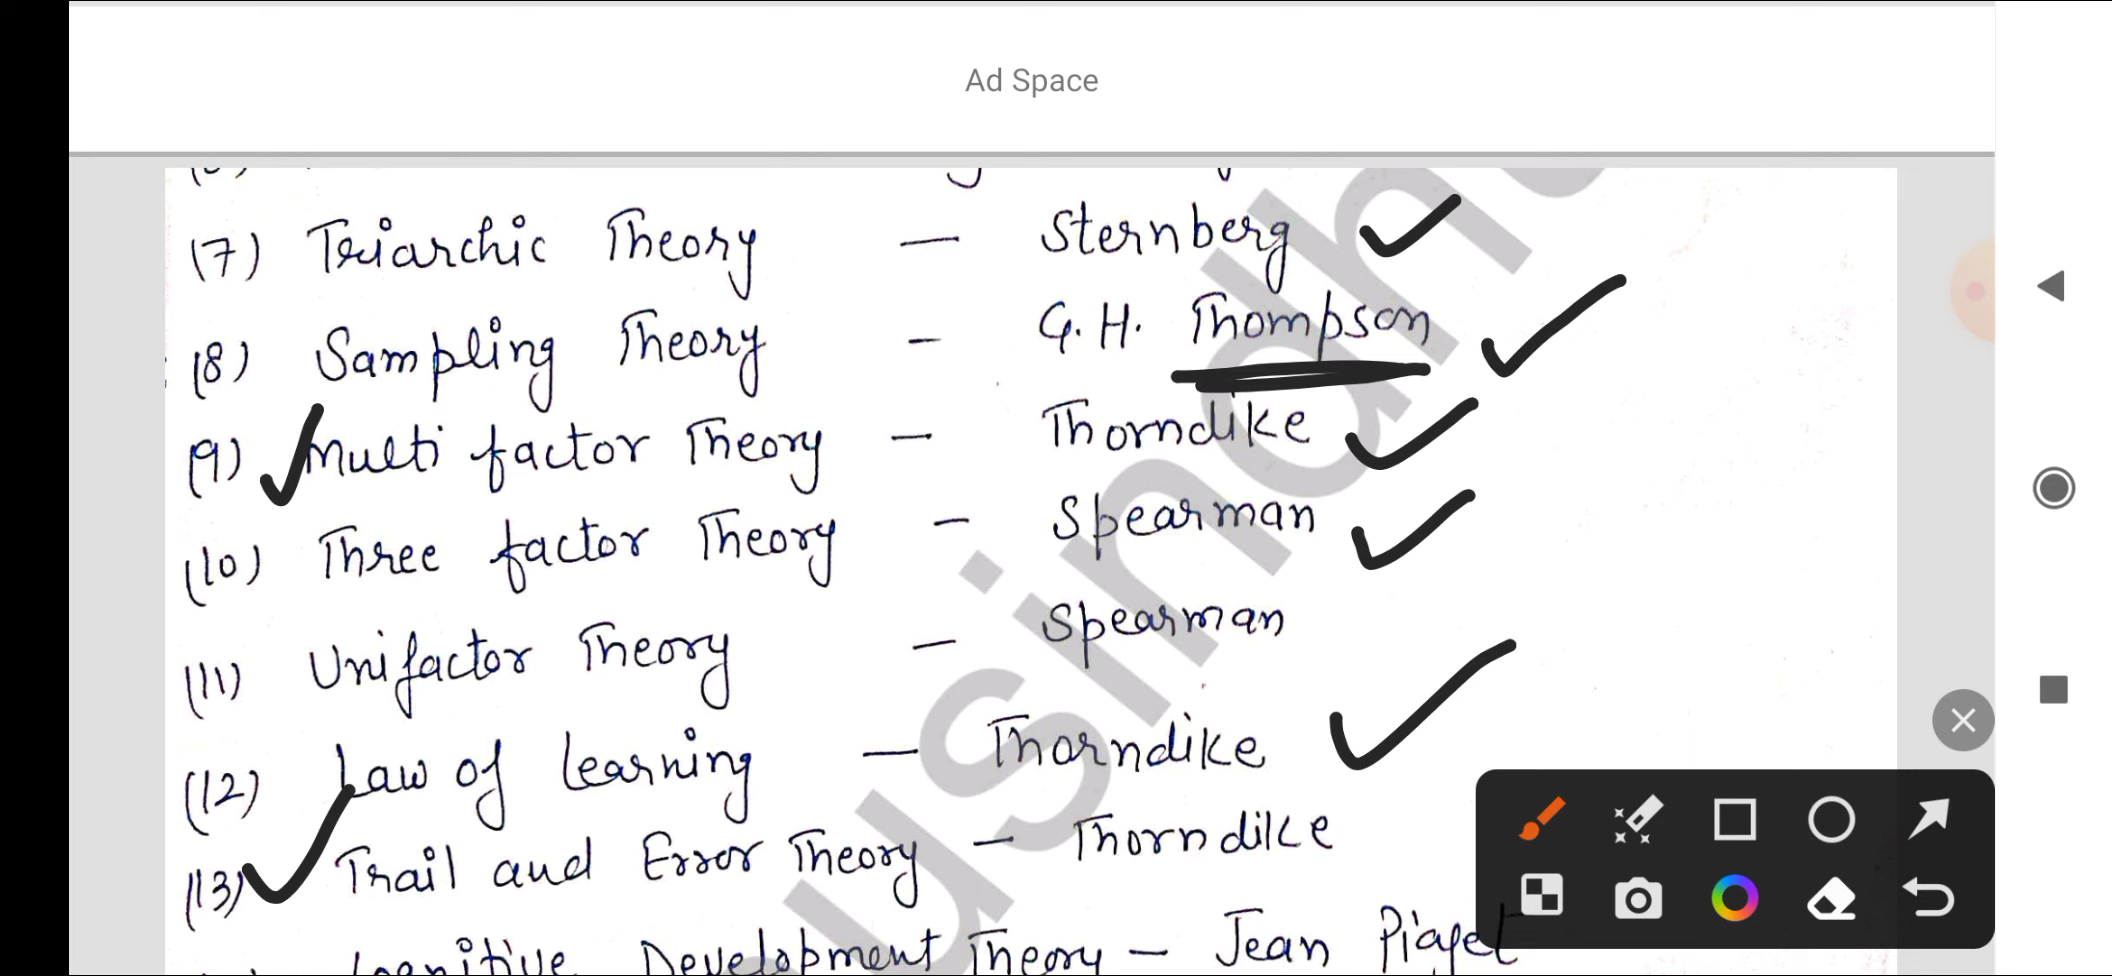 Ad Space
(7) Triarchic Theory — Sternberg
(8) Sampling Theory — G. H. Thompson
(9) Multi factor Theory — Thorndike
(10) Three factor Theory — Spearman
(11) Unifactor Theory — Spearman
(12) Law of learning — Thorndike
(13) Trail and Error Theory — Thorndike
Cognitive Development Theory — Jean Piaget